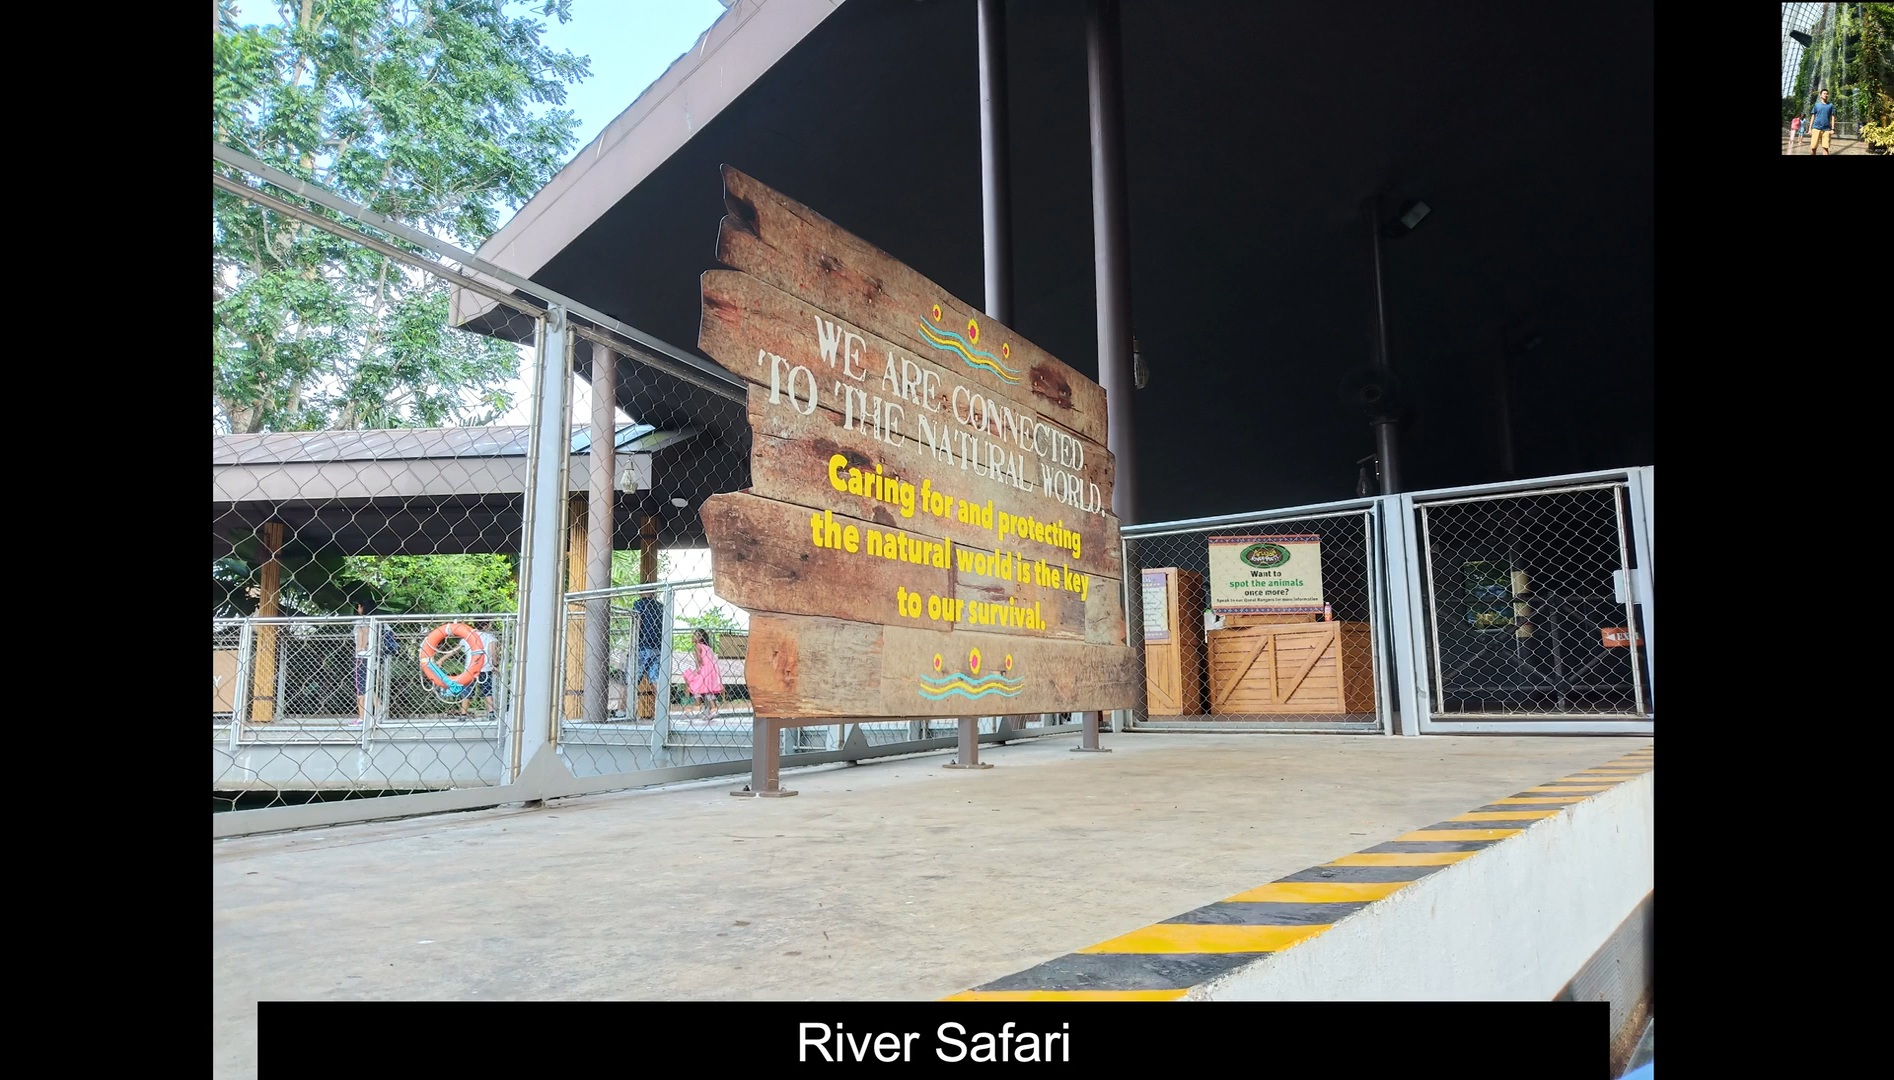 WE ARE CONNECTED
TO THE NATURAL WORLD.
Caring for and protecting
the natural world is the key
to our survival.
Want to
spot the animals
once more?
EXIT
River Safari